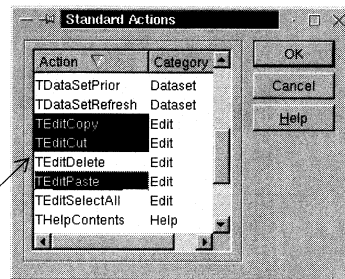 Standard Actions
Action Category
TDataSetPrior Dataset
TDataSetRefresh Dataset
TEditCopy Edit
TEditCut Edit
TEditDelete Edit
TEditPaste Edit
TEditSelectAll Edit
THelpContents Help
OK
Cancel
Help